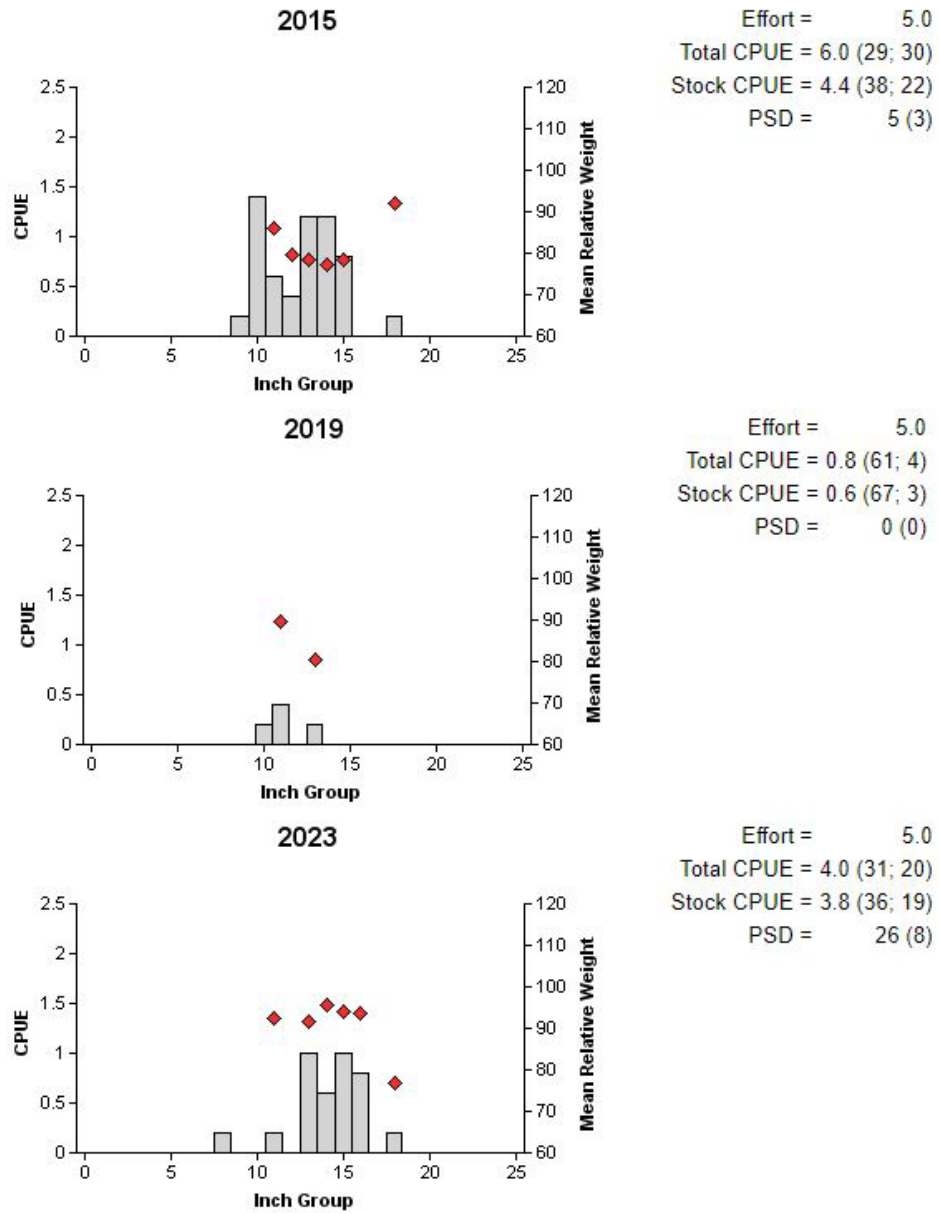 2015
Effort = 5.0
Total CPUE = 6.0 (29; 30)
Stock CPUE = 4.4 (38; 22)
PSD = 5 (3)
2.5
2
1.5
1
0.5
0
CPUE
120
110
100
90
80
70
60
Mean Relative Weight
0 5 10 15 20 25
Inch Group
2019
Effort = 5.0
Total CPUE = 0.8 (61; 4)
Stock CPUE = 0.6 (67; 3)
PSD = 0 (0)
2.5
2
1.5
1
0.5
0
CPUE
120
110
100
90
80
70
60
Mean Relative Weight
0 5 10 15 20 25
Inch Group
2023
Effort = 5.0
Total CPUE = 4.0 (31; 20)
Stock CPUE = 3.8 (36; 19)
PSD = 26 (8)
2.5
2
1.5
1
0.5
0
CPUE
120
110
100
90
80
70
60
Mean Relative Weight
0 5 10 15 20 25
Inch Group